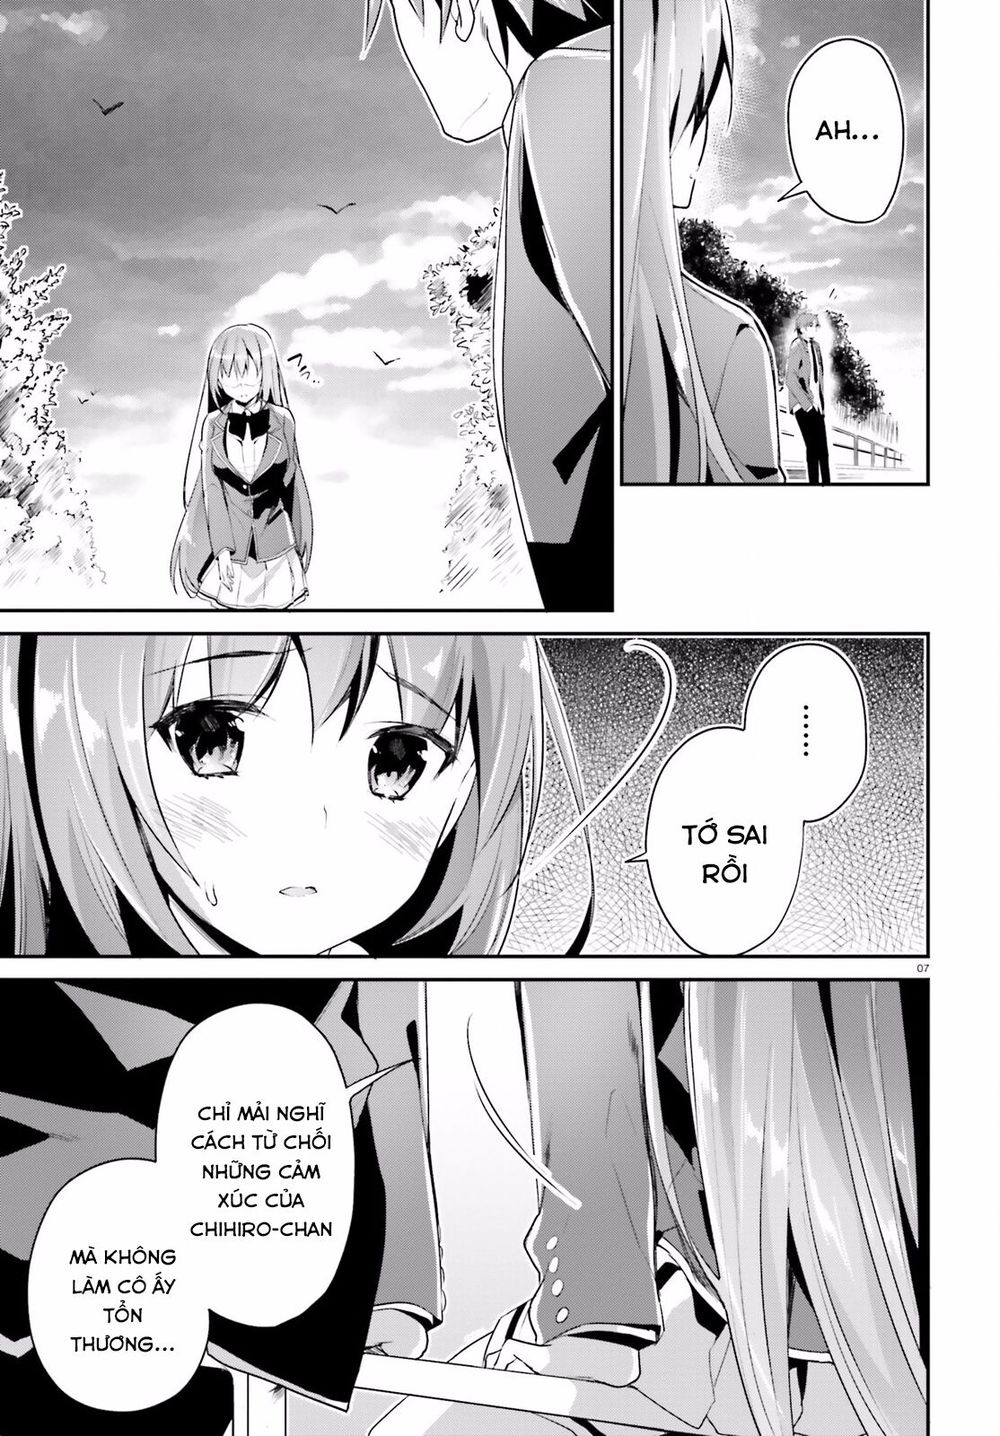 AH...
......
TỚ SAI
RỒI
07
CHỈ MẢI NGHĨ
CÁCH TỪ CHỐI
NHỮNG CẢM
XÚC CỦA
CHIHIRO-CHAN
MÀ KHÔNG
LÀM CÔ ẤY
TỔN
THƯƠNG...